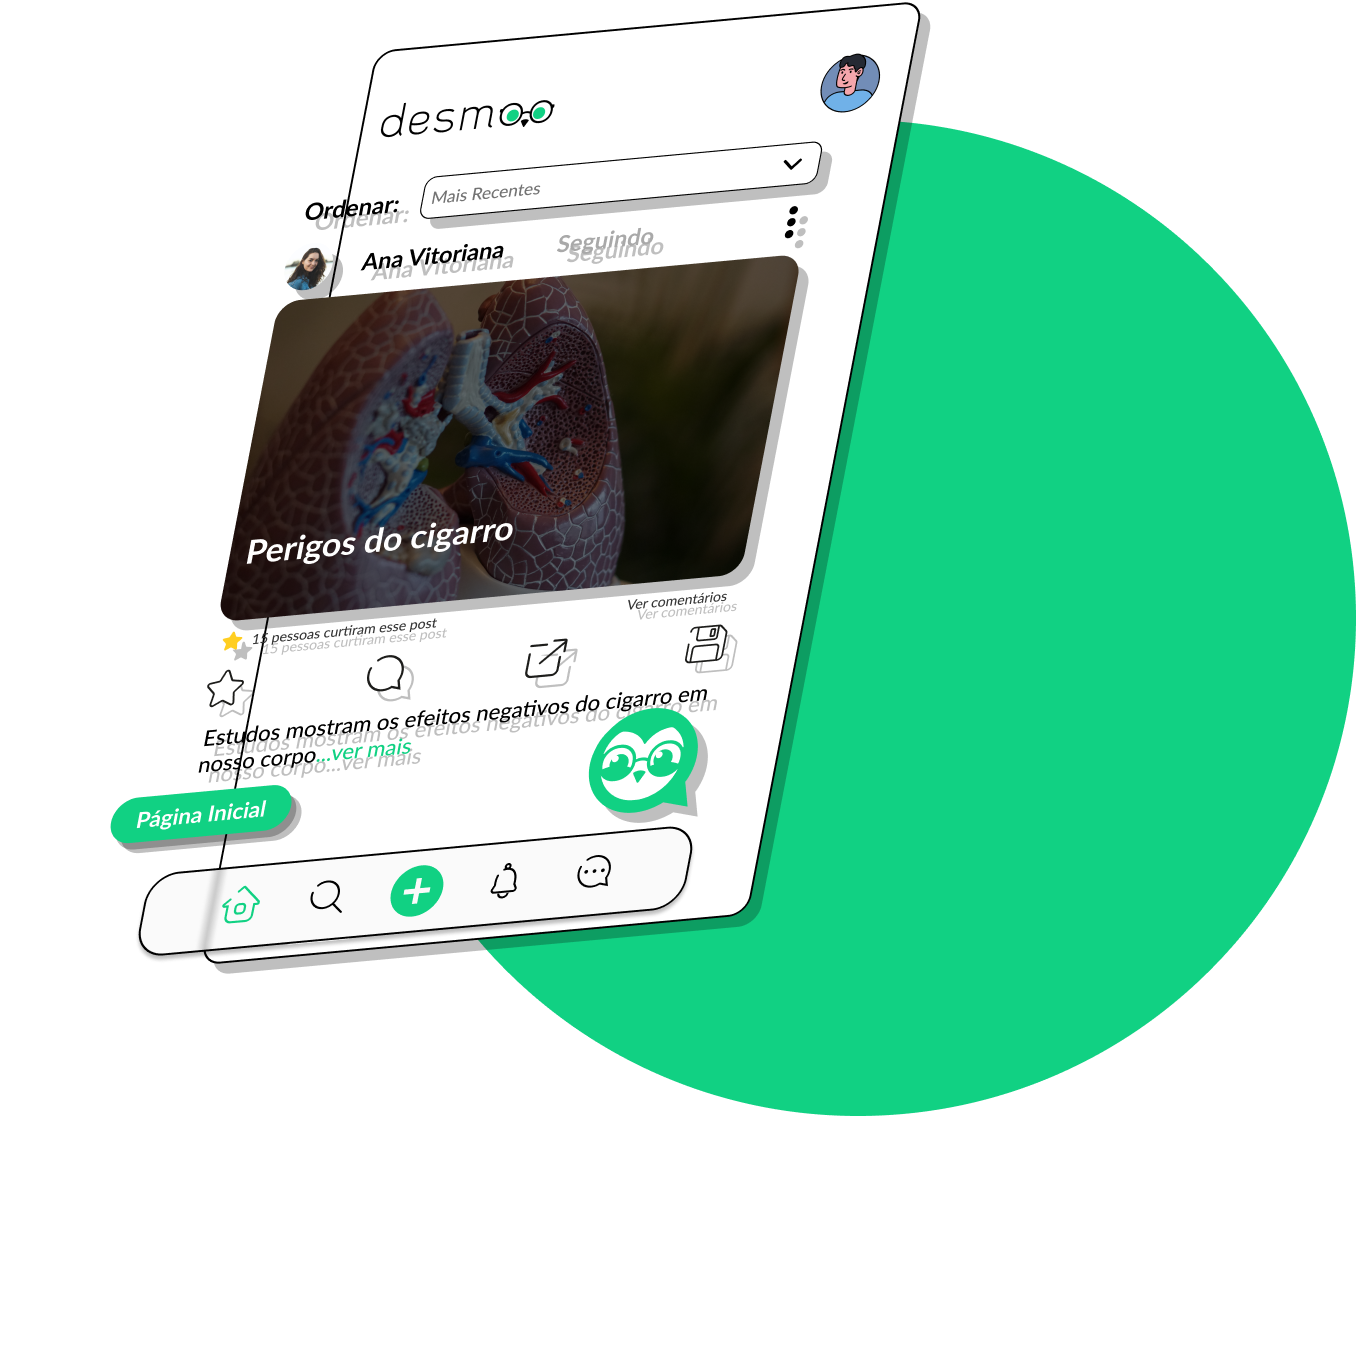 desmoo
Ordenar:
Mais Recentes
Ana Vitoriana
Seguindo
Perigos do cigarro
15 pessoas curtiram esse post
Ver comentários
Estudos mostram os efeitos negativos do cigarro em
nosso corpo...ver mais
Página Inicial